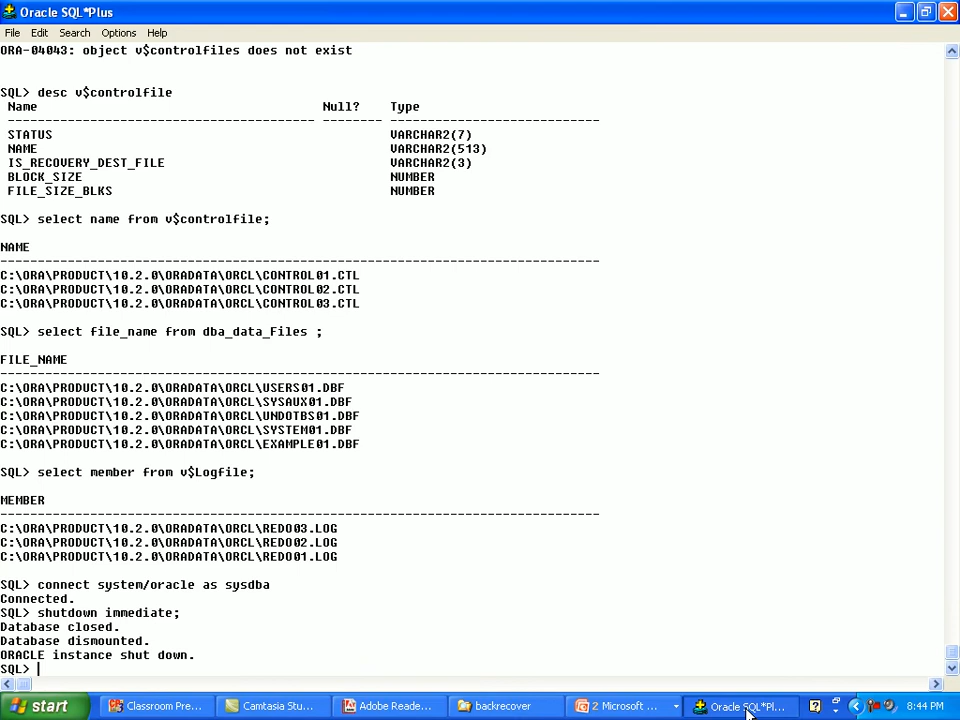 Oracle SQL*Plus
File Edit Search Options Help
ORA-04043: object v$controlfiles does not exist
SQL> desc v$controlfile
Name Null? Type
----------------------------------------- -------- ----------------------------
STATUS VARCHAR2(7)
NAME VARCHAR2(513)
IS_RECOVERY_DEST_FILE VARCHAR2(3)
BLOCK_SIZE NUMBER
FILE_SIZE_BLKS NUMBER
SQL> select name from v$controlfile;
NAME
--------------------------------------------------------------------------------
C:\ORA\PRODUCT\10.2.0\ORADATA\ORCL\CONTROL01.CTL
C:\ORA\PRODUCT\10.2.0\ORADATA\ORCL\CONTROL02.CTL
C:\ORA\PRODUCT\10.2.0\ORADATA\ORCL\CONTROL03.CTL
SQL> select file_name from dba_data_Files ;
FILE_NAME
--------------------------------------------------------------------------------
C:\ORA\PRODUCT\10.2.0\ORADATA\ORCL\USERS01.DBF
C:\ORA\PRODUCT\10.2.0\ORADATA\ORCL\SYSAUX01.DBF
C:\ORA\PRODUCT\10.2.0\ORADATA\ORCL\UNDOTBS01.DBF
C:\ORA\PRODUCT\10.2.0\ORADATA\ORCL\SYSTEM01.DBF
C:\ORA\PRODUCT\10.2.0\ORADATA\ORCL\EXAMPLE01.DBF
SQL> select member from v$Logfile;
MEMBER
--------------------------------------------------------------------------------
C:\ORA\PRODUCT\10.2.0\ORADATA\ORCL\REDO03.LOG
C:\ORA\PRODUCT\10.2.0\ORADATA\ORCL\REDO02.LOG
C:\ORA\PRODUCT\10.2.0\ORADATA\ORCL\REDO01.LOG
SQL> connect system/oracle as sysdba
Connected.
SQL> shutdown immediate;
Database closed.
Database dismounted.
ORACLE instance shut down.
SQL>
start Classroom Pre... Camtasia Stu... Adobe Reade... backrecover 2 Microsoft ... Oracle SQL*Pl... 8:44 PM